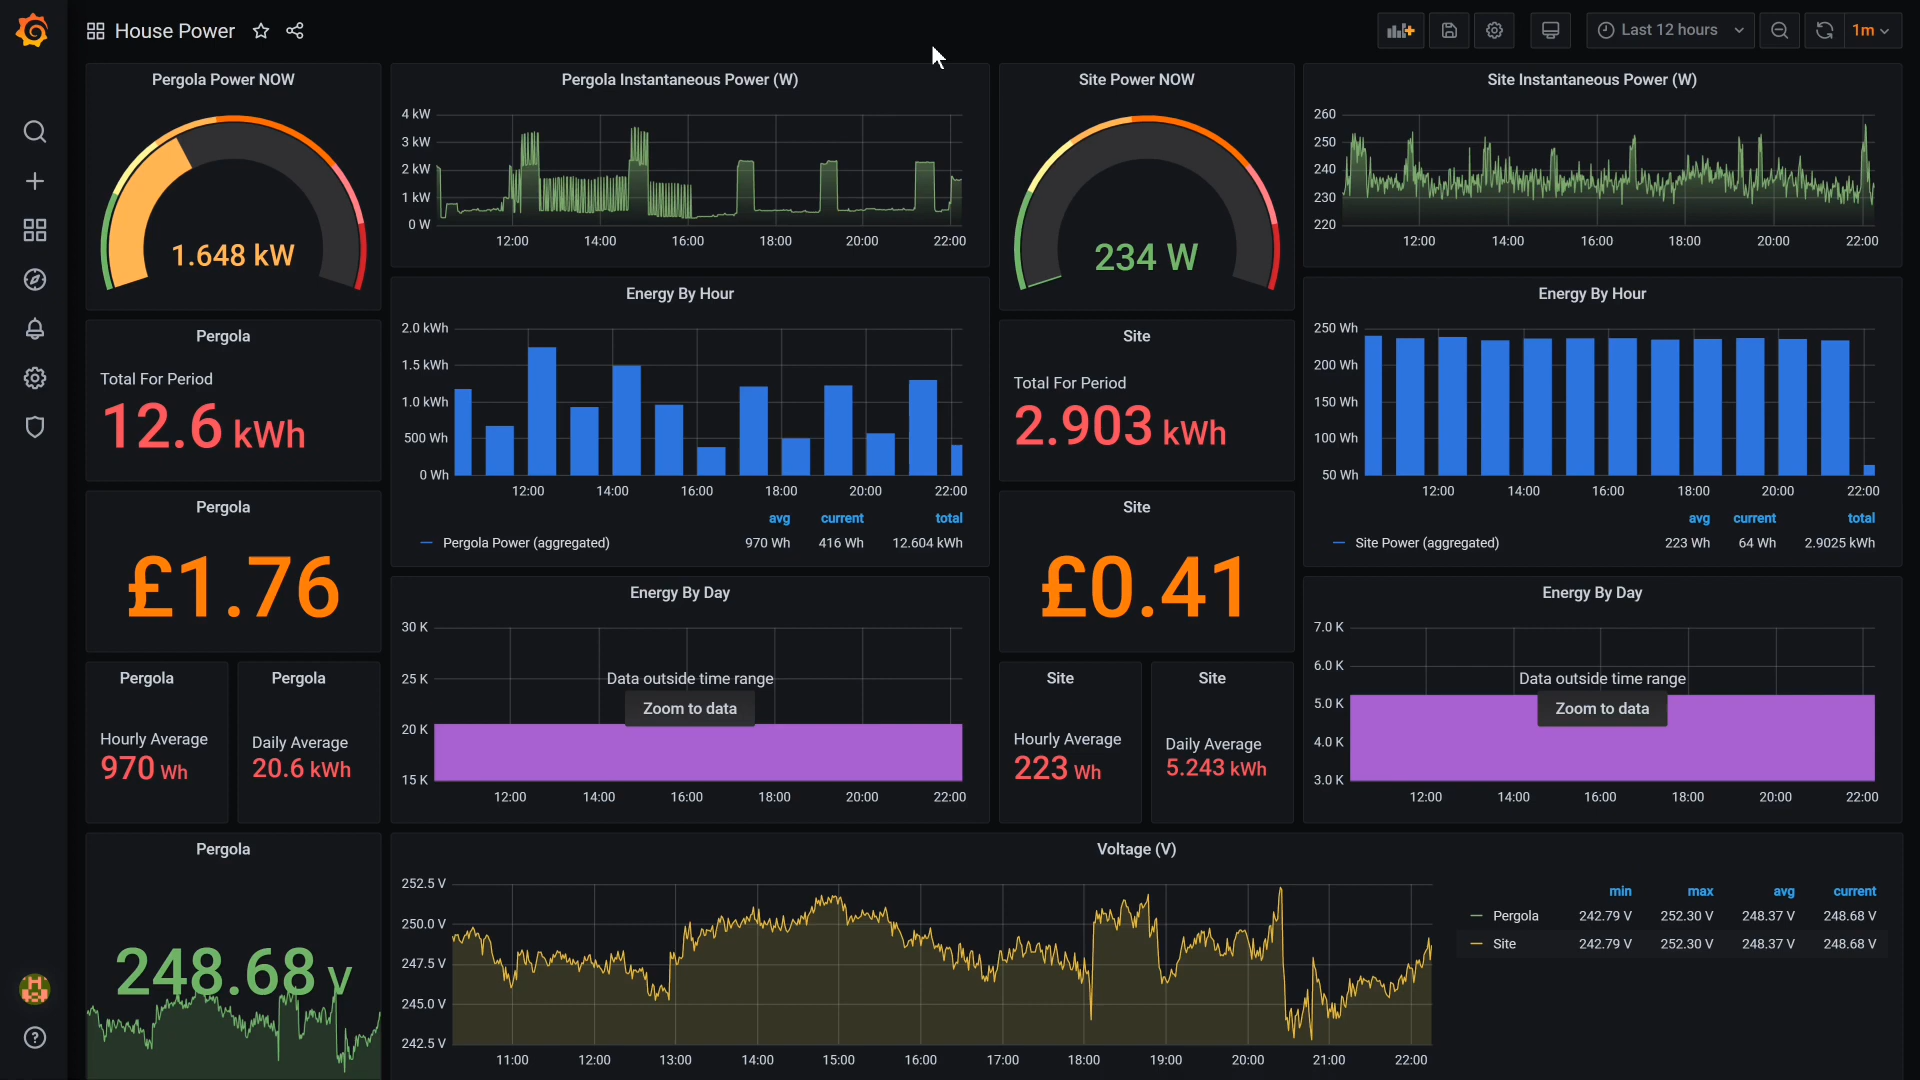 House Power
Last 12 hours
1m
Pergola Power NOW
1.648 kW
Pergola Instantaneous Power (W)
4 kW
3 kW
2 kW
1 kW
0 W
12:00 14:00 16:00 18:00 20:00 22:00
Site Power NOW
234 W
Site Instantaneous Power (W)
260
250
240
230
220
12:00 14:00 16:00 18:00 20:00 22:00
Pergola
Total For Period
12.6 kWh
Energy By Hour
2.0 kWh
1.5 kWh
1.0 kWh
500 Wh
0 Wh
12:00 14:00 16:00 18:00 20:00 22:00
avg current total
Pergola Power (aggregated) 970 Wh 416 Wh 12.604 kWh
Site
Total For Period
2.903 kWh
Energy By Hour
250 Wh
200 Wh
150 Wh
100 Wh
50 Wh
12:00 14:00 16:00 18:00 20:00 22:00
avg current total
Site Power (aggregated) 223 Wh 64 Wh 2.9025 kWh
Pergola
£1.76
Site
£0.41
Pergola
Hourly Average
970 Wh
Pergola
Daily Average
20.6 kWh
Energy By Day
30 K
25 K
20 K
15 K
Data outside time range
Zoom to data
12:00 14:00 16:00 18:00 20:00 22:00
Site
Hourly Average
223 Wh
Site
Daily Average
5.243 kWh
Energy By Day
7.0 K
6.0 K
5.0 K
4.0 K
3.0 K
Data outside time range
Zoom to data
12:00 14:00 16:00 18:00 20:00 22:00
Pergola
248.68 V
Voltage (V)
252.5 V
250.0 V
247.5 V
245.0 V
242.5 V
11:00 12:00 13:00 14:00 15:00 16:00 17:00 18:00 19:00 20:00 21:00 22:00
min max avg current
Pergola 242.79 V 252.30 V 248.37 V 248.68 V
Site 242.79 V 252.30 V 248.37 V 248.68 V